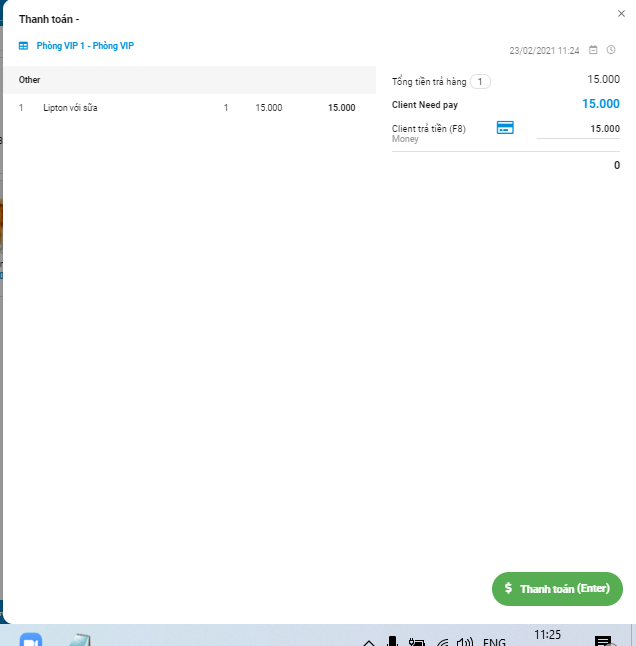 Thanh toán -
Phòng VIP 1 - Phòng VIP
23/02/2021 11:24
Other
1 Lipton với sữa 1 15.000 15.000
Tổng tiền trả hàng 1 15.000
Client Need pay 15.000
Client trả tiền (F8) 15.000
Money
0
$ Thanh toán (Enter)
ENG
11:25